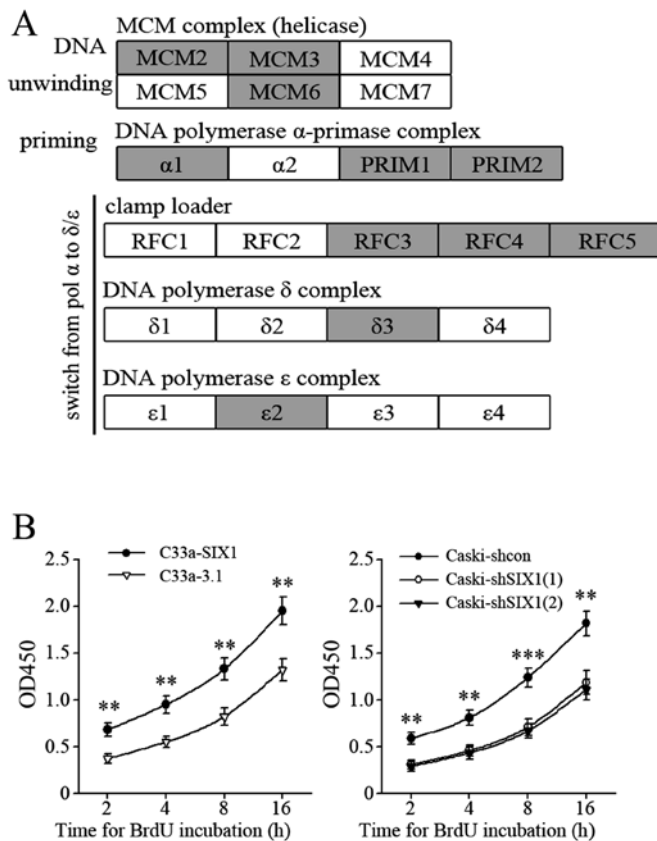 A
MCM complex (helicase)
DNA unwinding
MCM2 MCM3 MCM4
MCM5 MCM6 MCM7
priming
DNA polymerase α-primase complex
α1 α2 PRIM1 PRIM2
switch from pol α to δ/ε
clamp loader
RFC1 RFC2 RFC3 RFC4 RFC5
DNA polymerase δ complex
δ1 δ2 δ3 δ4
DNA polymerase ε complex
ε1 ε2 ε3 ε4
B
C33a-SIX1
C33a-3.1
OD450
2.5
2.0
1.5
1.0
0.5
0
** ** ** **
2 4 8 16
Time for BrdU incubation (h)
Caski-shcon
Caski-shSIX1(1)
Caski-shSIX1(2)
OD450
2.5
2.0
1.5
1.0
0.5
0
** ** *** **
2 4 8 16
Time for BrdU incubation (h)